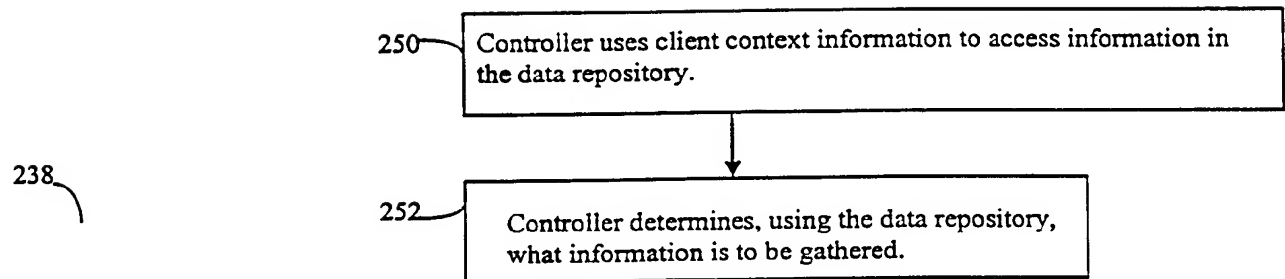 250
Controller uses client context information to access information in
the data repository.
238
252
Controller determines, using the data repository,
what information is to be gathered.